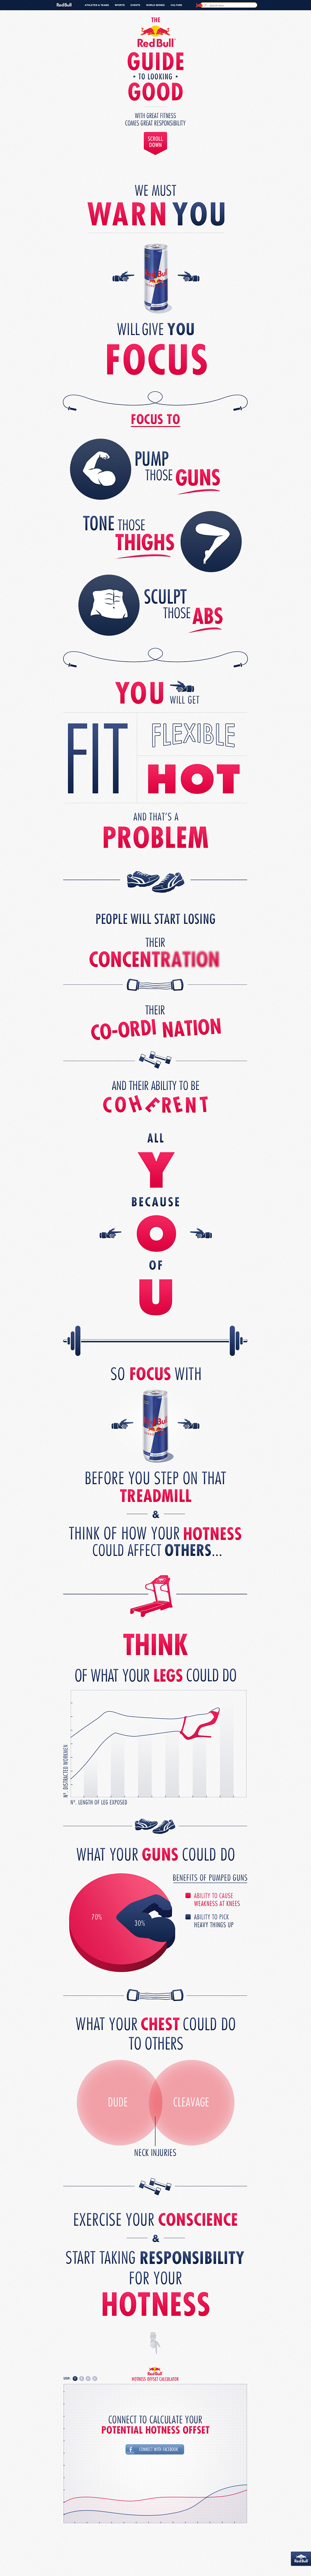 Red Bull
ATHLETES & TEAMS SPORTS EVENTS WORLD SERIES CULTURE
THE
Red Bull
GUIDE
• TO LOOKING •
GOOD
WITH GREAT FITNESS
COMES GREAT RESPONSIBILITY
SCROLL
DOWN
WE MUST
WARN YOU
Red Bull
WILL GIVE YOU
FOCUS
FOCUS TO
PUMP
THOSE GUNS
TONE THOSE
THIGHS
SCULPT
THOSE ABS
YOU WILL GET
FIT FLEXIBLE
HOT
AND THAT'S A
PROBLEM
PEOPLE WILL START LOSING
THEIR
CONCENTRATION
THEIR
CO-ORDI NATION
AND THEIR ABILITY TO BE
COHERENT
ALL
Y
BECAUSE
O
OF
U
SO FOCUS WITH
Red Bull
BEFORE YOU STEP ON THAT
TREADMILL
&
THINK OF HOW YOUR HOTNESS
COULD AFFECT OTHERS...
THINK
OF WHAT YOUR LEGS COULD DO
Nº. DISTRACTED WORKMEN
Nº. LENGTH OF LEG EXPOSED
WHAT YOUR GUNS COULD DO
BENEFITS OF PUMPED GUNS
ABILITY TO CAUSE
WEAKNESS AT KNEES
ABILITY TO PICK
HEAVY THINGS UP
70%
30%
WHAT YOUR CHEST COULD DO
TO OTHERS
DUDE CLEAVAGE
NECK INJURIES
EXERCISE YOUR CONSCIENCE
&
START TAKING RESPONSIBILITY
FOR YOUR
HOTNESS
HOTNESS OFFSET CALCULATOR
CONNECT TO CALCULATE YOUR
POTENTIAL HOTNESS OFFSET
f CONNECT WITH FACEBOOK
Red Bull